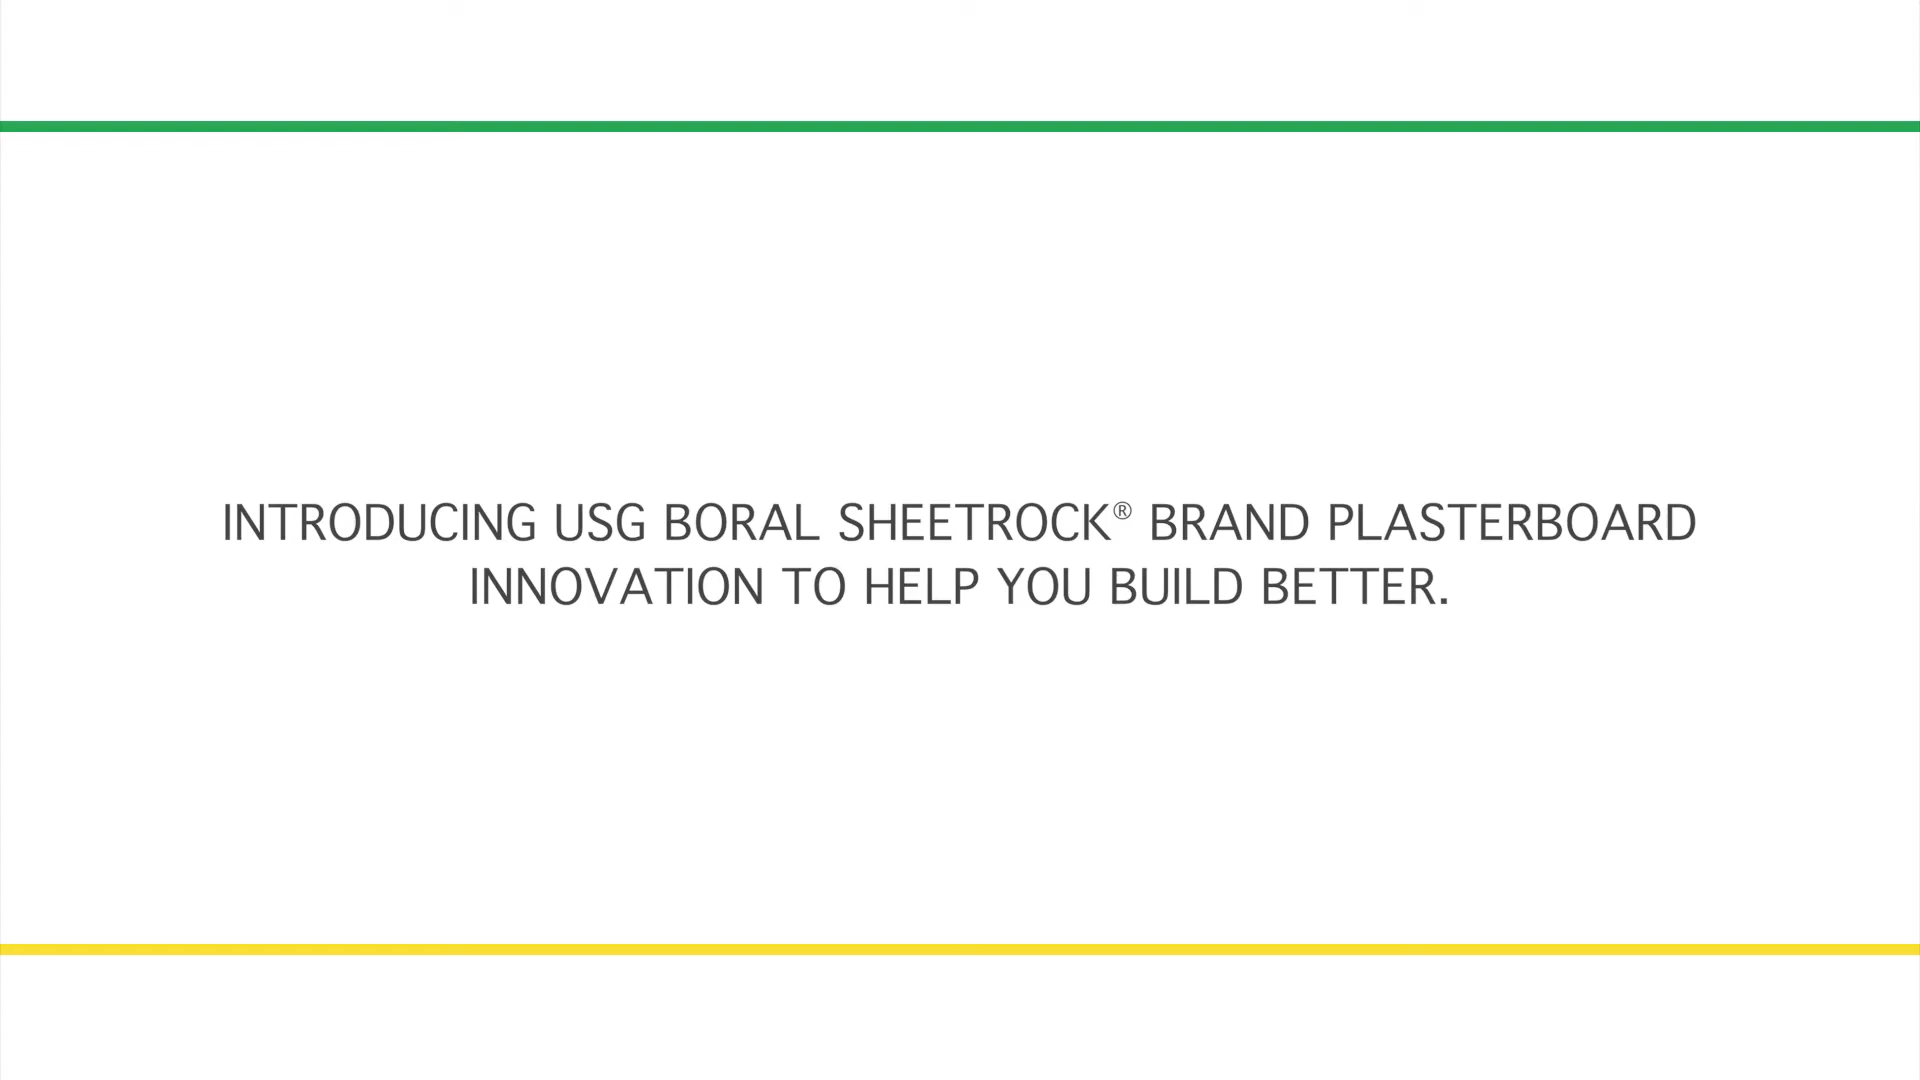 INTRODUCING USG BORAL SHEETROCK® BRAND PLASTERBOARD
INNOVATION TO HELP YOU BUILD BETTER.